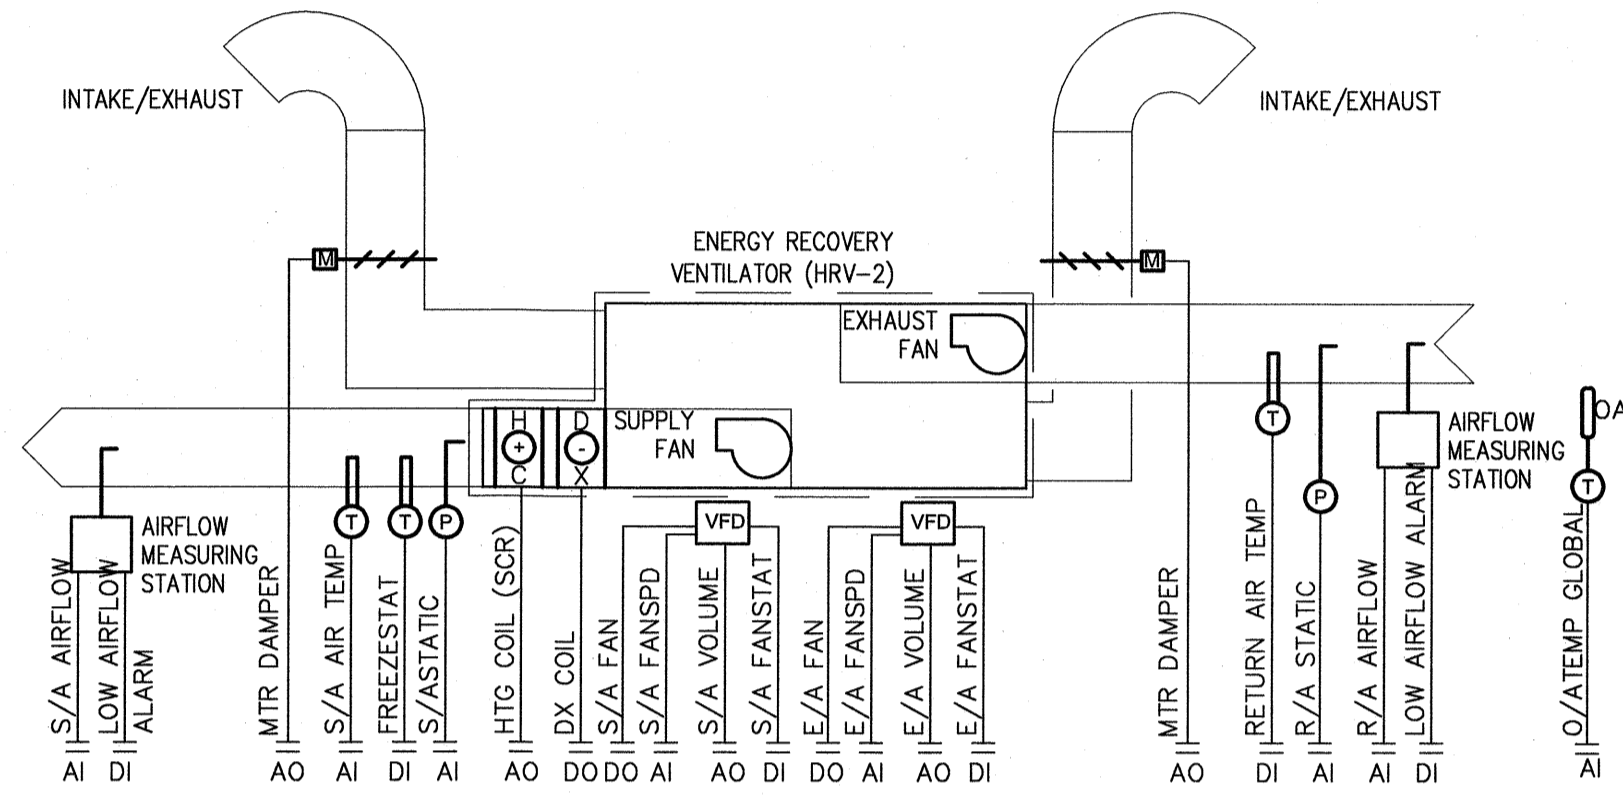 INTAKE/EXHAUST
INTAKE/EXHAUST
ENERGY RECOVERY
VENTILATOR (HRV-2)
M
M
EXHAUST
FAN
SUPPLY
FAN
H
+
C
D
-
X
AIRFLOW
MEASURING
STATION
AIRFLOW
MEASURING
STATION
T
T
P
VFD
VFD
T
P
OA
T
S/A AIRFLOW
LOW AIRFLOW
ALARM
MTR DAMPER
S/A AIR TEMP
FREEZESTAT
S/ASTATIC
HTG COIL (SCR)
DX COIL
S/A FAN
S/A FANSPD
S/A VOLUME
S/A FANSTAT
E/A FAN
E/A FANSPD
E/A VOLUME
E/A FANSTAT
MTR DAMPER
RETURN AIR TEMP
R/A STATIC
R/A AIRFLOW
LOW AIRFLOW ALARM
O/ATEMP GLOBAL
AI DI AO AI DI AI AO DO DO AI AO DI DO AI AO DI AO DI AI AI DI AI